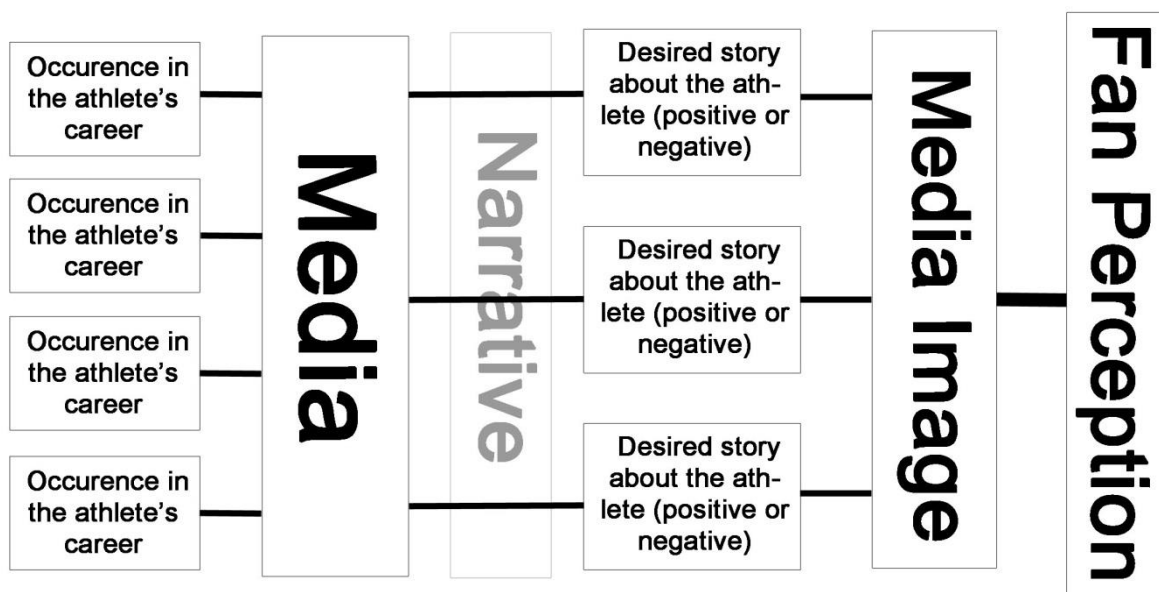 Occurence in
the athlete's
career
Occurence in
the athlete's
career
Occurence in
the athlete's
career
Occurence in
the athlete's
career
Media
Narrative
Desired story
about the ath-
lete (positive or
negative)
Desired story
about the ath-
lete (positive or
negative)
Desired story
about the ath-
lete (positive or
negative)
Media Image
Fan Perception